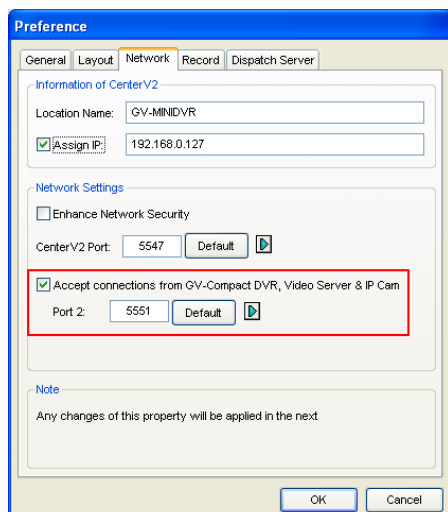 Preference
General Layout Network Record Dispatch Server
Information of CenterV2
Location Name: GV-MINIDVR
Assign IP: 192.168.0.127
Network Settings
Enhance Network Security
CenterV2 Port: 5547 Default
Accept connections from GV-Compact DVR, Video Server & IP Cam
Port 2: 5551 Default
Note
Any changes of this property will be applied in the next
OK Cancel